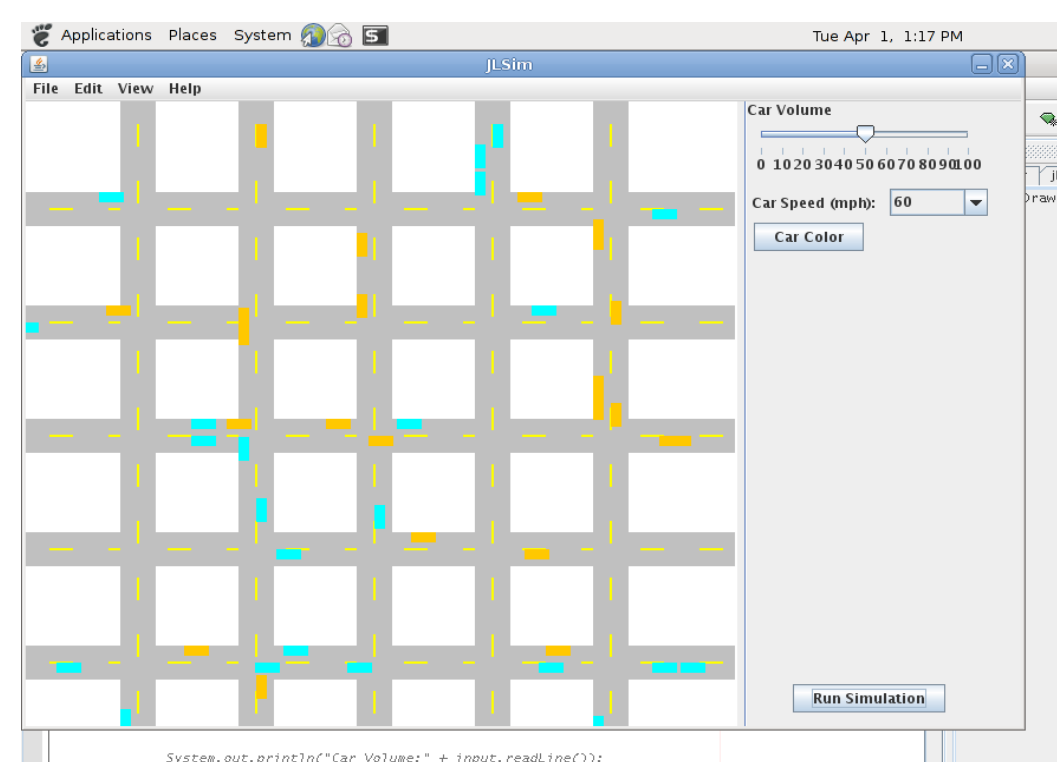 Applications Places System
Tue Apr 1, 1:17 PM
JLSim
File Edit View Help
Car Volume
0 10 20 30 40 50 60 70 80 90 100
Car Speed (mph): 60
Car Color
Run Simulation
System.out.println("Car Volume:" + input.readLine());